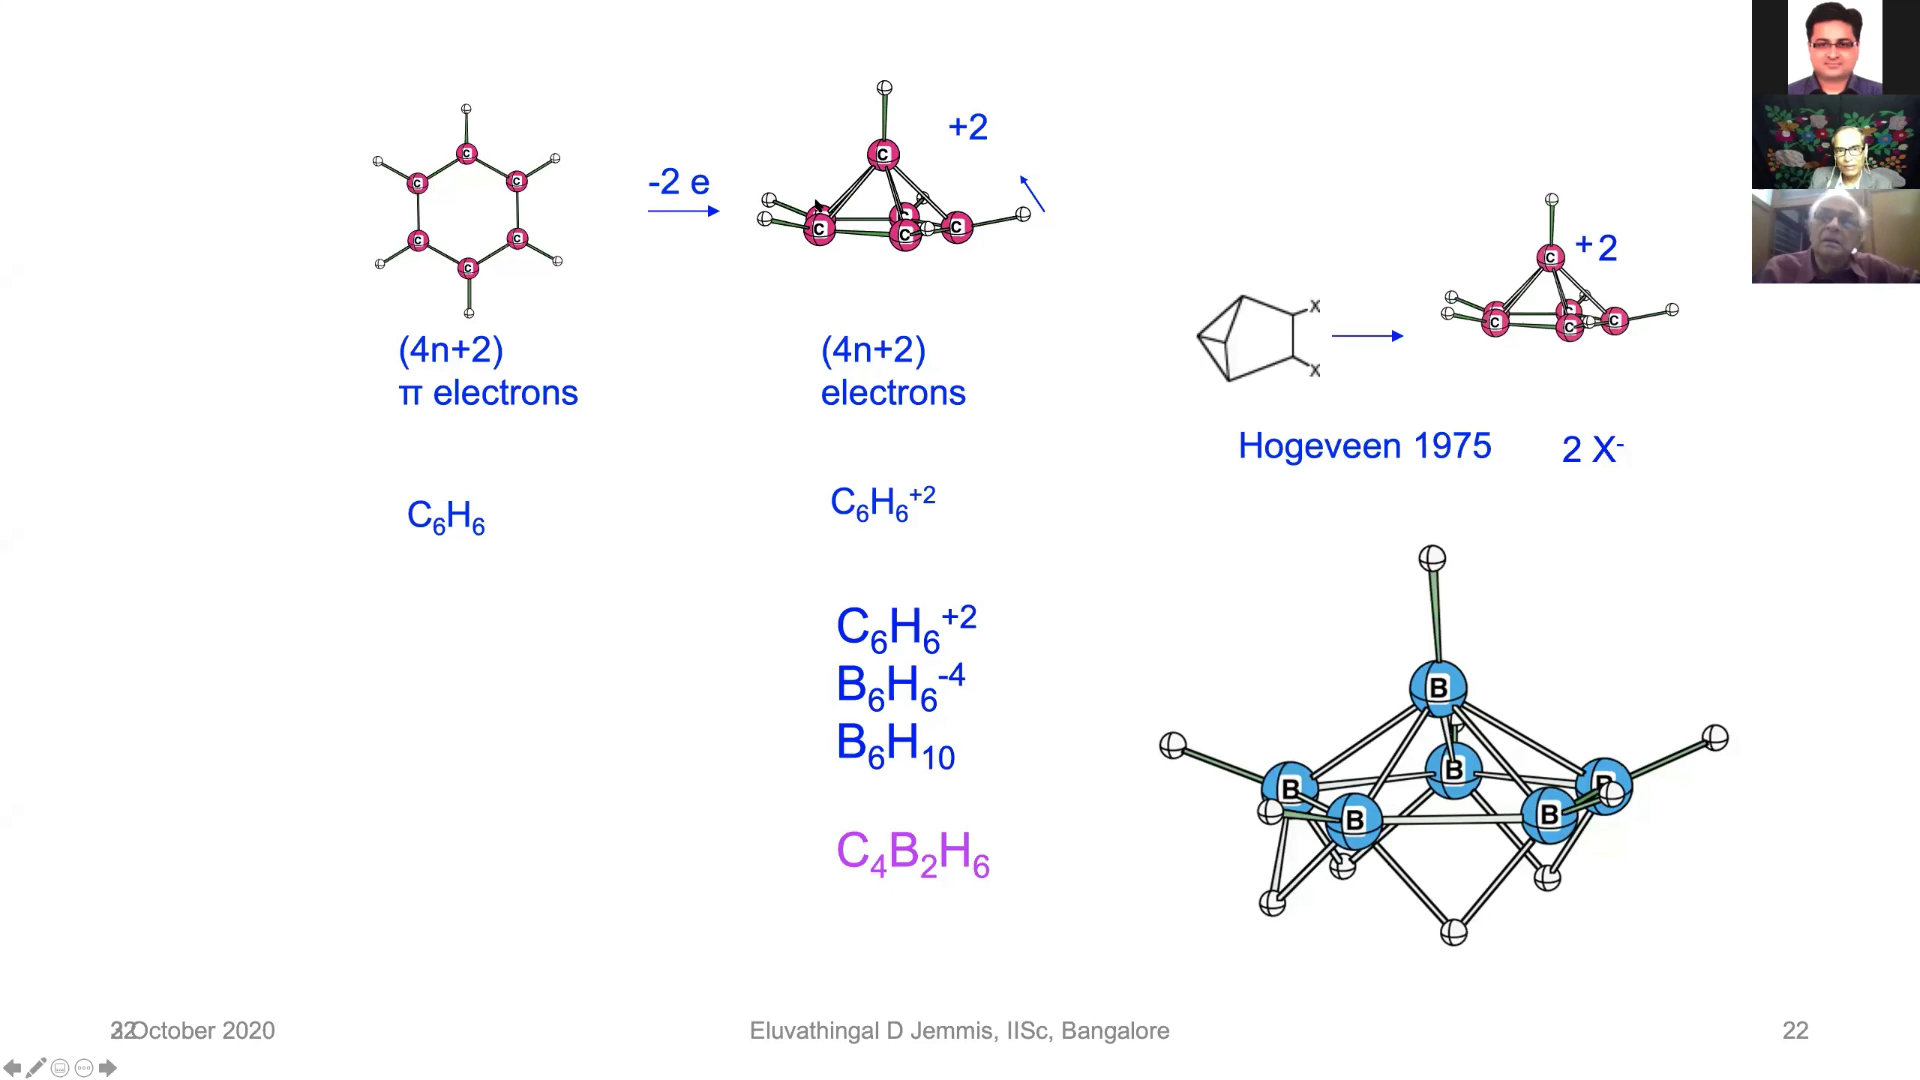 C
C
C
C
C
C
(4n+2)
π electrons
C₆H₆
-2 e
+2
C
C
C
C
C
(4n+2)
electrons
C₆H₆⁺²
C₆H₆⁺²
B₆H₆⁻⁴
B₆H₁₀
C₄B₂H₆
X
X
+2
C
C
C
C
C
Hogeveen 1975
2 X⁻
B
B
B
B
B
B
October 2020
Eluvathingal D Jemmis, IISc, Bangalore
22